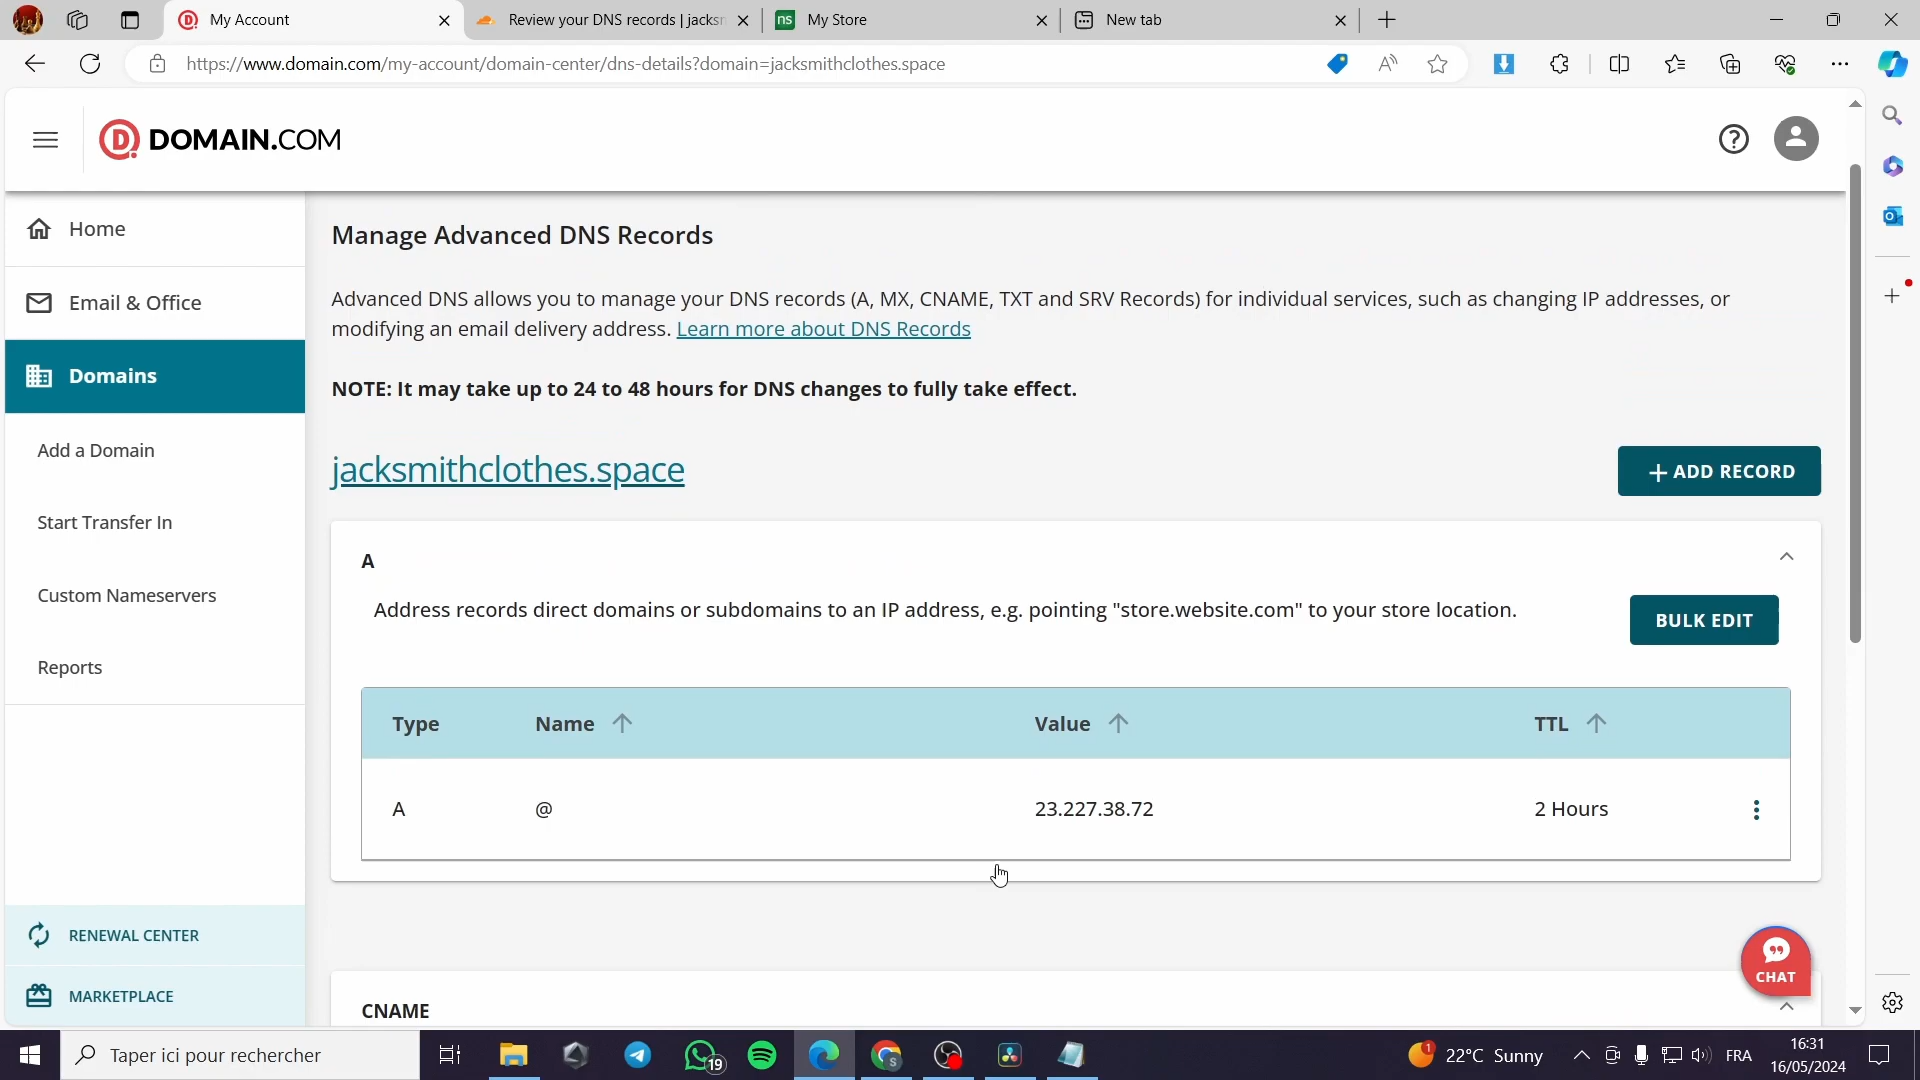 My Account
Review your DNS records | jacksn
My Store
New tab
https://www.domain.com/my-account/domain-center/dns-details?domain=jacksmithclothes.space
DOMAIN.COM
Home
Email & Office
Domains
Add a Domain
Start Transfer In
Custom Nameservers
Reports
RENEWAL CENTER
MARKETPLACE
Manage Advanced DNS Records
Advanced DNS allows you to manage your DNS records (A, MX, CNAME, TXT and SRV Records) for individual services, such as changing IP addresses, or
modifying an email delivery address. Learn more about DNS Records
NOTE: It may take up to 24 to 48 hours for DNS changes to fully take effect.
jacksmithclothes.space
+ ADD RECORD
A
Address records direct domains or subdomains to an IP address, e.g. pointing "store.website.com" to your store location.
BULK EDIT
Type Name Value TTL
A @ 23.227.38.72 2 Hours
CHAT
CNAME
Taper ici pour rechercher
19
1
22°C Sunny
FRA
16:31
16/05/2024